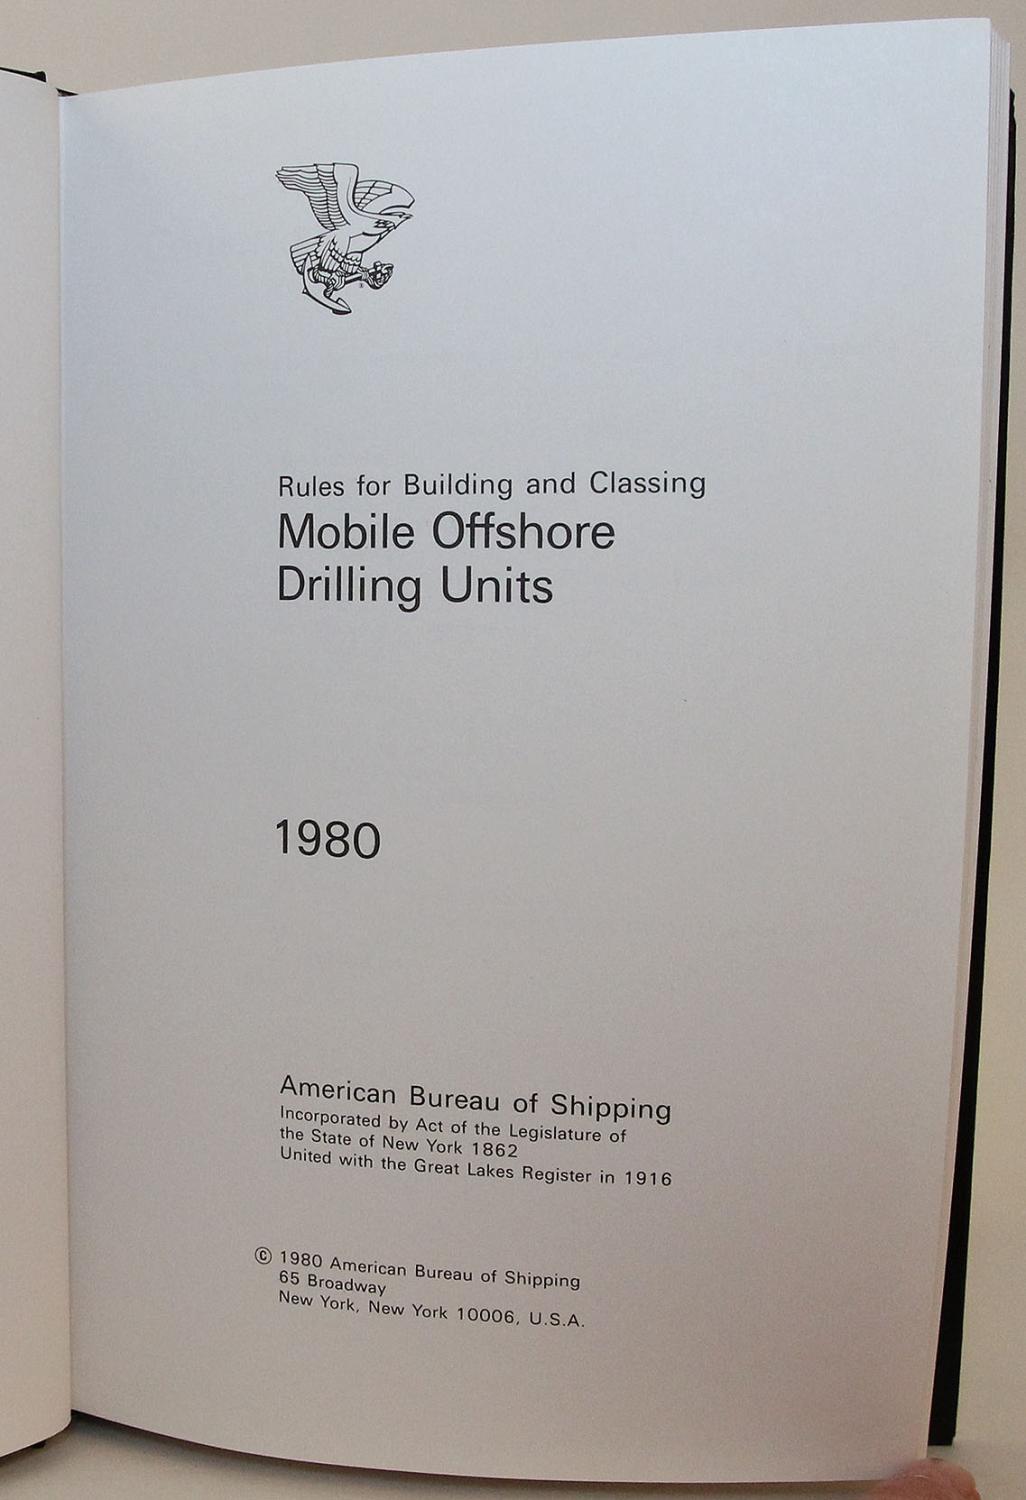 Rules for Building and Classing
Mobile Offshore
Drilling Units
1980
American Bureau of Shipping
Incorporated by Act of the Legislature of
the State of New York 1862
United with the Great Lakes Register in 1916
© 1980 American Bureau of Shipping
65 Broadway
New York, New York 10006, U.S.A.